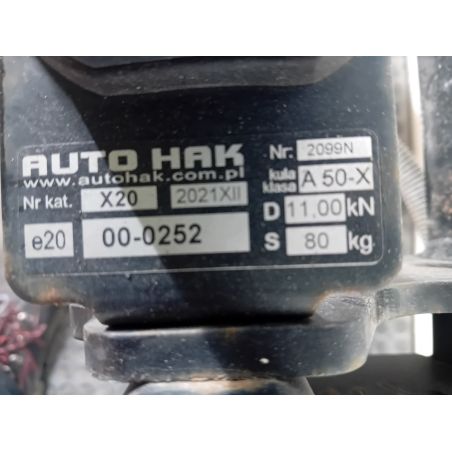 AUTO HAK
www.autohak.com.pl
Nr kat. X20 2021XII
e20 00-0252
Nr. 2099N
kula klasa A 50-X
D 11,00 kN
S 80 kg.